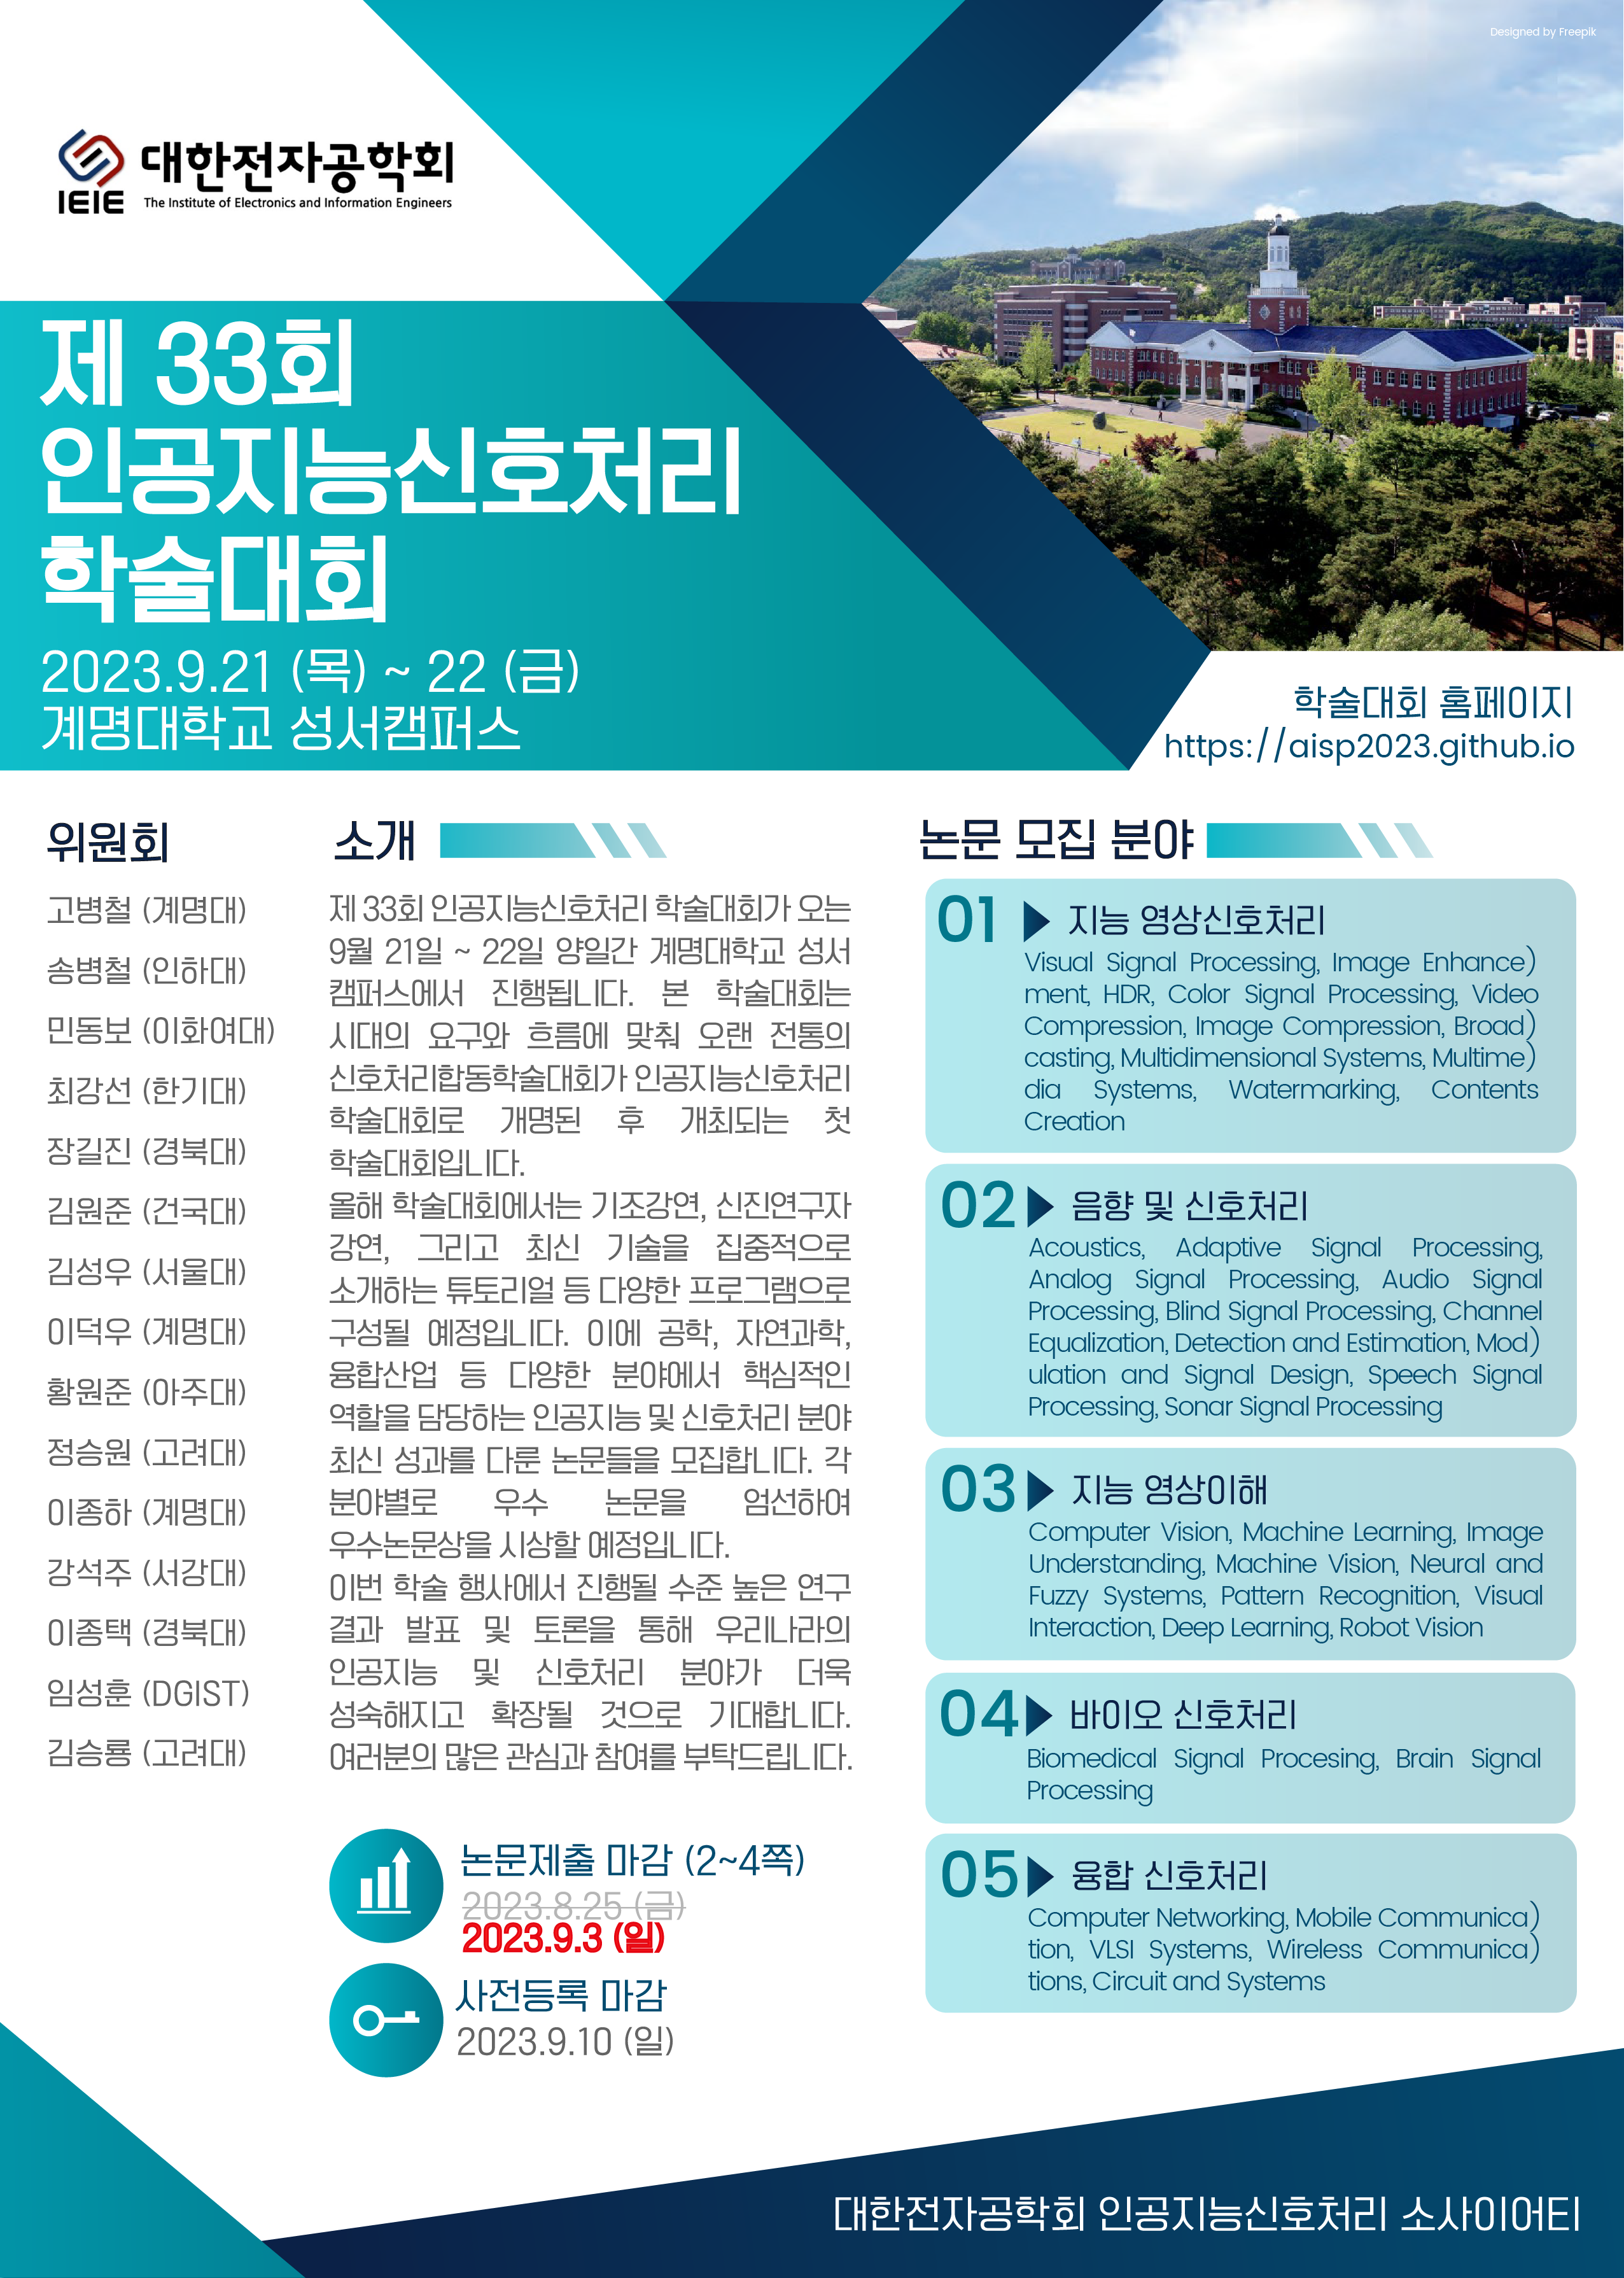 Designed by Freepik
IEIE
대한전자공학회
The Institute of Electronics and Information Engineers
제 33회
인공지능신호처리
학술대회
2023.9.21 (목) ~ 22 (금)
계명대학교 성서캠퍼스
학술대회 홈페이지
https://aisp2023.github.io
위원회
고병철 (계명대)
송병철 (인하대)
민동보 (이화여대)
최강선 (한기대)
장길진 (경북대)
김원준 (건국대)
김성우 (서울대)
이덕우 (계명대)
황원준 (아주대)
정승원 (고려대)
이종하 (계명대)
강석주 (서강대)
이종택 (경북대)
임성훈 (DGIST)
김승룡 (고려대)
소개
제 33회 인공지능신호처리 학술대회가 오는
9월 21일 ~ 22일 양일간 계명대학교 성서
캠퍼스에서 진행됩니다. 본 학술대회는
시대의 요구와 흐름에 맞춰 오랜 전통의
신호처리합동학술대회가 인공지능신호처리
학술대회로 개명된 후 개최되는 첫
학술대회입니다.
올해 학술대회에서는 기조강연, 신진연구자
강연, 그리고 최신 기술을 집중적으로
소개하는 튜토리얼 등 다양한 프로그램으로
구성될 예정입니다. 이에 공학, 자연과학,
융합산업 등 다양한 분야에서 핵심적인
역할을 담당하는 인공지능 및 신호처리 분야
최신 성과를 다룬 논문들을 모집합니다. 각
분야별로 우수 논문을 엄선하여
우수논문상을 시상할 예정입니다.
이번 학술 행사에서 진행될 수준 높은 연구
결과 발표 및 토론을 통해 우리나라의
인공지능 및 신호처리 분야가 더욱
성숙해지고 확장될 것으로 기대합니다.
여러분의 많은 관심과 참여를 부탁드립니다.
논문제출 마감 (2~4쪽)
2023.8.25 (금)
2023.9.3 (일)
사전등록 마감
2023.9.10 (일)
논문 모집 분야
01 지능 영상신호처리
Visual Signal Processing, Image Enhance)
ment, HDR, Color Signal Processing, Video
Compression, Image Compression, Broad)
casting, Multidimensional Systems, Multime)
dia Systems, Watermarking, Contents
Creation
02 음향 및 신호처리
Acoustics, Adaptive Signal Processing,
Analog Signal Processing, Audio Signal
Processing, Blind Signal Processing, Channel
Equalization, Detection and Estimation, Mod)
ulation and Signal Design, Speech Signal
Processing, Sonar Signal Processing
03 지능 영상이해
Computer Vision, Machine Learning, Image
Understanding, Machine Vision, Neural and
Fuzzy Systems, Pattern Recognition, Visual
Interaction, Deep Learning, Robot Vision
04 바이오 신호처리
Biomedical Signal Procesing, Brain Signal
Processing
05 융합 신호처리
Computer Networking, Mobile Communica)
tion, VLSI Systems, Wireless Communica)
tions, Circuit and Systems
대한전자공학회 인공지능신호처리 소사이어티